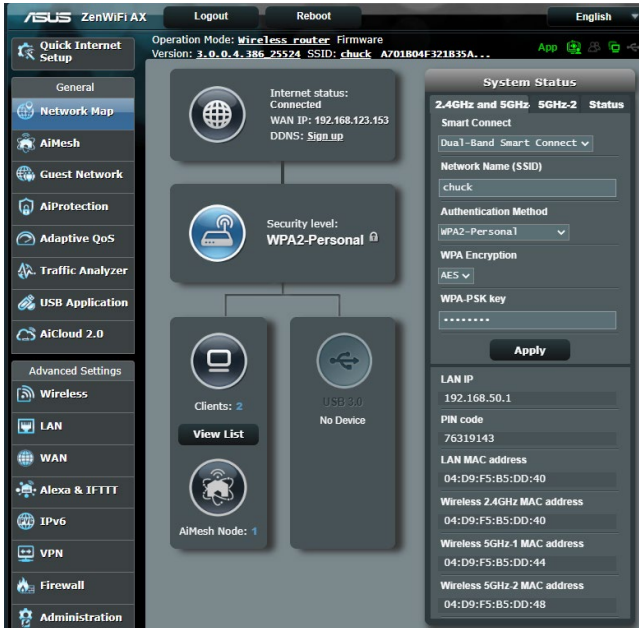 ASUS ZenWiFi AX
Logout
Reboot
English
Quick Internet
Setup
Operation Mode: Wireless router Firmware
Version: 3.0.0.4.386_25524 SSID: chuck A701B04F321B35A...
App
General
Network Map
AiMesh
Guest Network
AiProtection
Adaptive QoS
Traffic Analyzer
USB Application
AiCloud 2.0
Advanced Settings
Wireless
LAN
WAN
Alexa & IFTTT
IPv6
VPN
Firewall
Administration
Internet status:
Connected
WAN IP: 192.168.123.153
DDNS: Sign up
Security level:
WPA2-Personal
Clients: 2
View List
AiMesh Node: 1
USB 3.0
No Device
System Status
2.4GHz and 5GHz- 5GHz-2 Status
Smart Connect
Dual-Band Smart Connect
Network Name (SSID)
chuck
Authentication Method
WPA2-Personal
WPA Encryption
AES
WPA-PSK key
········
Apply
LAN IP
192.168.50.1
PIN code
76319143
LAN MAC address
04:D9:F5:B5:DD:40
Wireless 2.4GHz MAC address
04:D9:F5:B5:DD:40
Wireless 5GHz-1 MAC address
04:D9:F5:B5:DD:44
Wireless 5GHz-2 MAC address
04:D9:F5:B5:DD:48